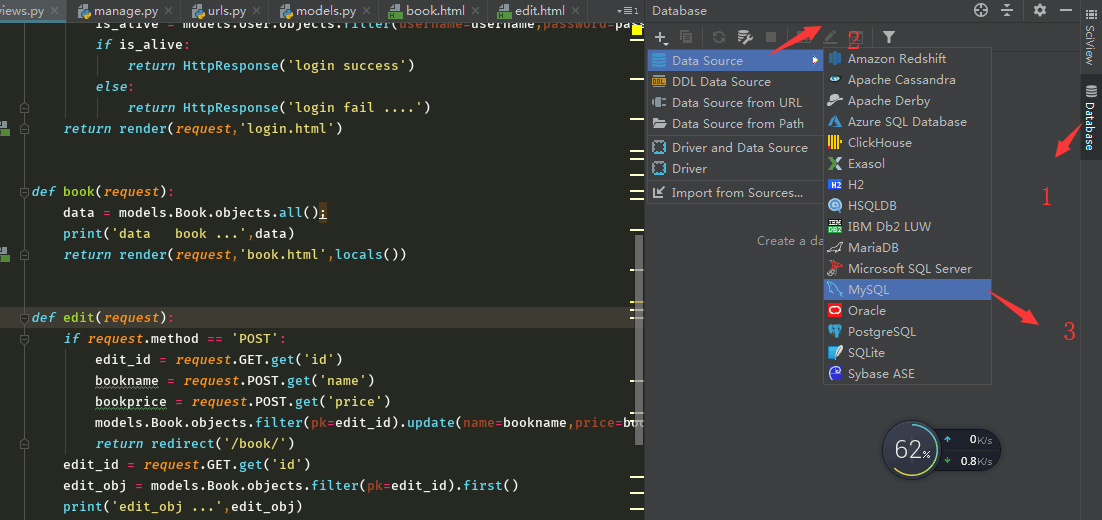 views.py manage.py urls.py models.py book.html edit.html 1
is_alive = models.User.objects.filter(username=username,password=pas
if is_alive:
return HttpResponse('login success')
else:
return HttpResponse('login fail ....')
return render(request,'login.html')
def book(request):
data = models.Book.objects.all();
print('data   book ...',data)
return render(request,'book.html',locals())
def edit(request):
if request.method == 'POST':
edit_id = request.GET.get('id')
bookname = request.POST.get('name')
bookprice = request.POST.get('price')
models.Book.objects.filter(pk=edit_id).update(name=bookname,price=bo
return redirect('/book/')
edit_id = request.GET.get('id')
edit_obj = models.Book.objects.filter(pk=edit_id).first()
print('edit_obj ...',edit_obj)
Database
2
Data Source
DDL Data Source
Data Source from URL
Data Source from Path
Driver and Data Source
Driver
Import from Sources...
Create a da
Amazon Redshift
Apache Cassandra
Apache Derby
Azure SQL Database
ClickHouse
Exasol
H2 H2
HSQLDB
IBM DB2 IBM Db2 LUW
MariaDB
Microsoft SQL Server
MySQL
Oracle
PostgreSQL
SQLite
Sybase ASE
SciView
Database
1
3
62%
0K/s
0.8K/s